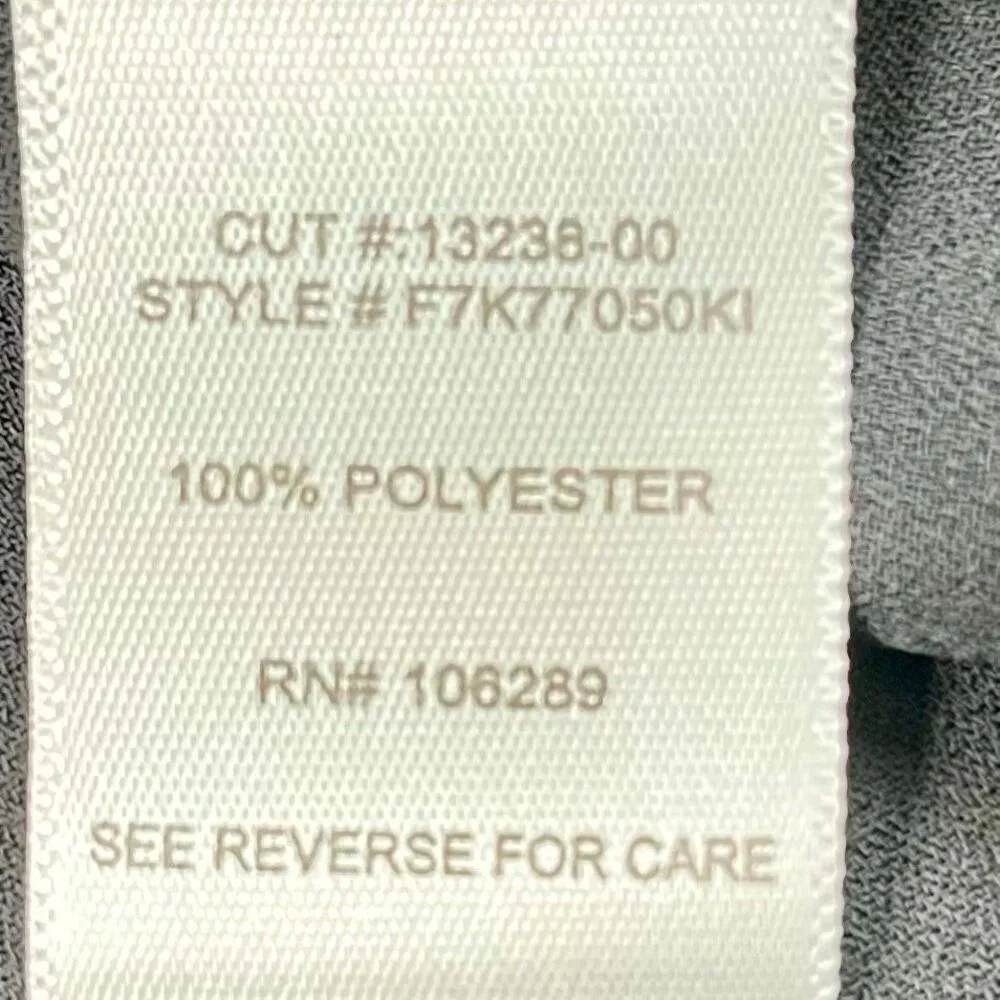 CUT #:13238-00
STYLE # F7K77050KI
100% POLYESTER
RN# 106289
SEE REVERSE FOR CARE